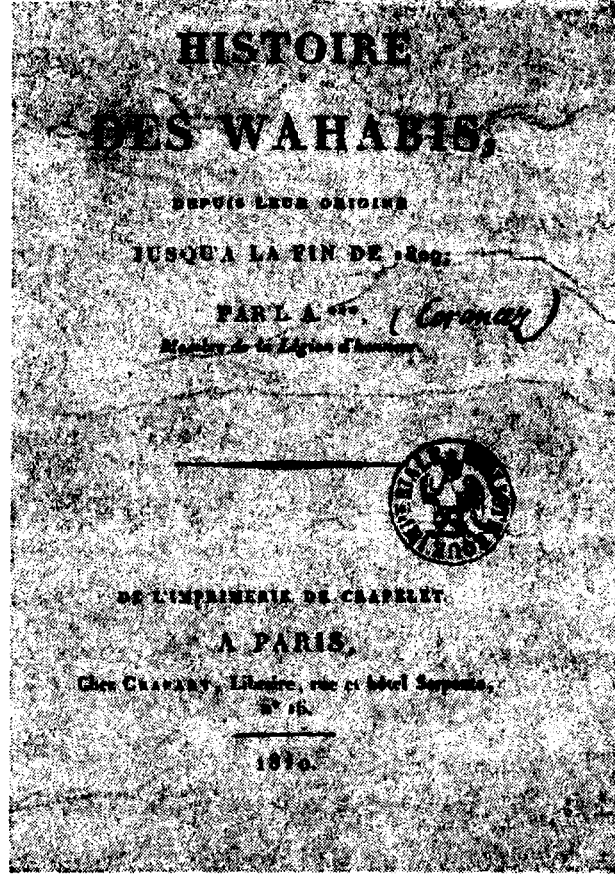 HISTOIRE
DES WAHABIS,
DEPUIS LEUR ORIGINE
JUSQU'A LA FIN DE 1809;
PAR L. A ***,
(Corancez)
Membre de la Légion d'honneur.
DE L'IMPRIMERIE DE CRAPELET.
A PARIS,
Chez CRAPART, Libraire, rue et hôtel Serpente,
N° 16.
1810.